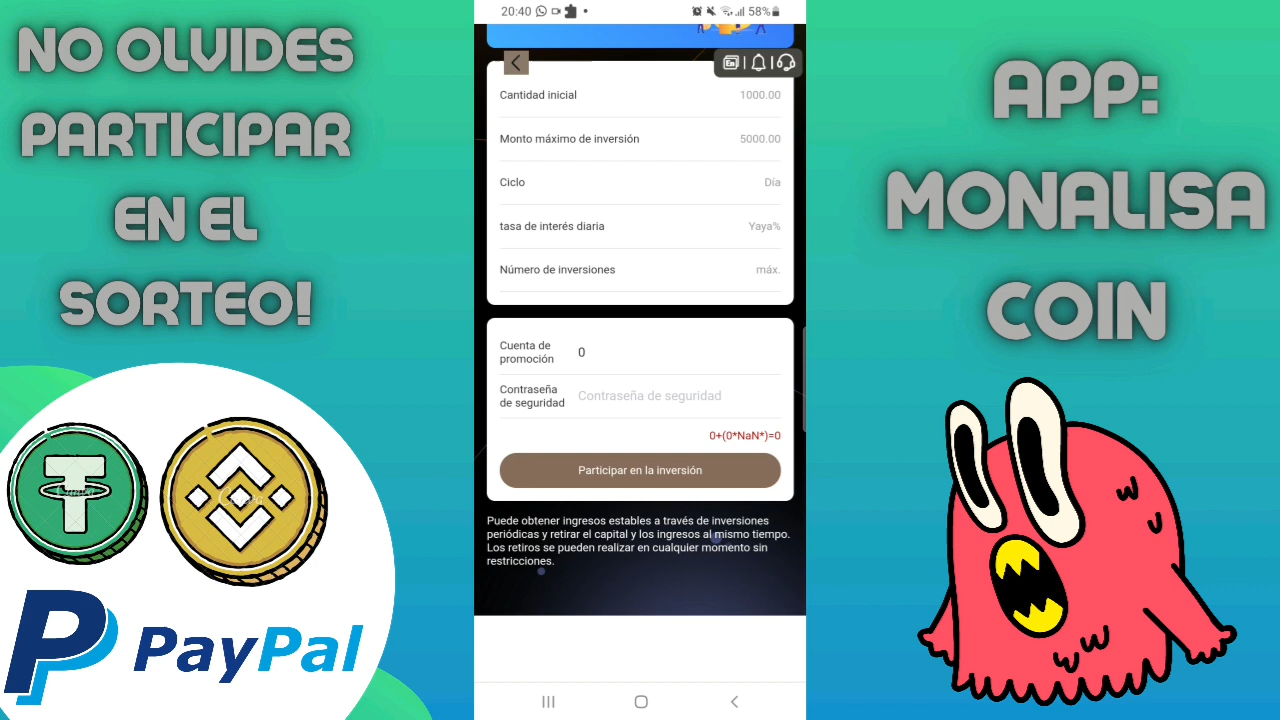 NO OLVIDES
PARTICIPAR
EN EL
SORTEO!
PayPal
20:40
58%
En
Cantidad inicial 1000.00
Monto máximo de inversión 5000.00
Ciclo Día
tasa de interés diaria Yaya%
Número de inversiones máx.
Cuenta de
promoción 0
Contraseña
de seguridad Contraseña de seguridad
0+(0*NaN*)=0
Participar en la inversión
Puede obtener ingresos estables a través de inversiones
periódicas y retirar el capital y los ingresos al mismo tiempo.
Los retiros se pueden realizar en cualquier momento sin
restricciones.
APP:
MONALISA
COIN